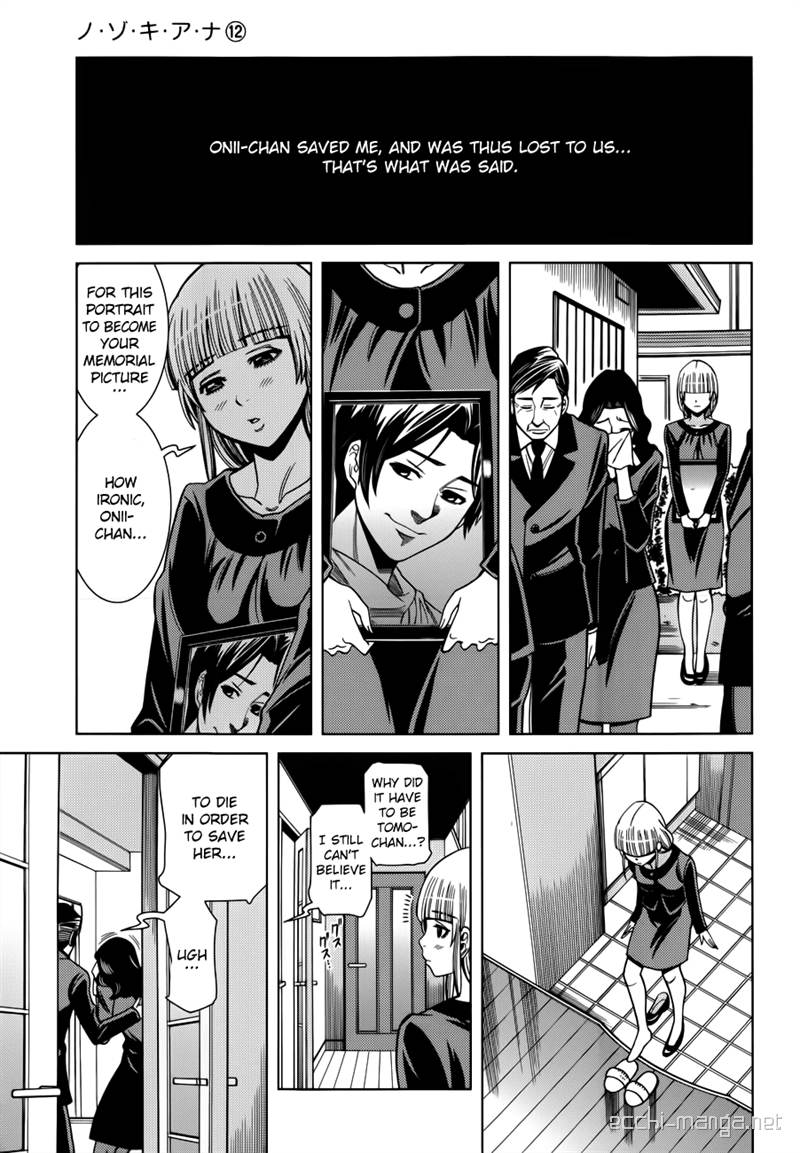 ノ・ゾ・キ・ア・ナ⑫
ONII-CHAN SAVED ME, AND WAS THUS LOST TO US...
THAT'S WHAT WAS SAID.
FOR THIS
PORTRAIT
TO BECOME
YOUR
MEMORIAL
PICTURE
...
HOW
IRONIC,
ONII-
CHAN...
WHY DID
IT HAVE
TO BE
TOMO-
CHAN...?
I STILL
CAN'T
BELIEVE
IT...
グスッ
グスッ
TO DIE
IN ORDER
TO SAVE
HER...
UGH
...
ecchi-manga.net